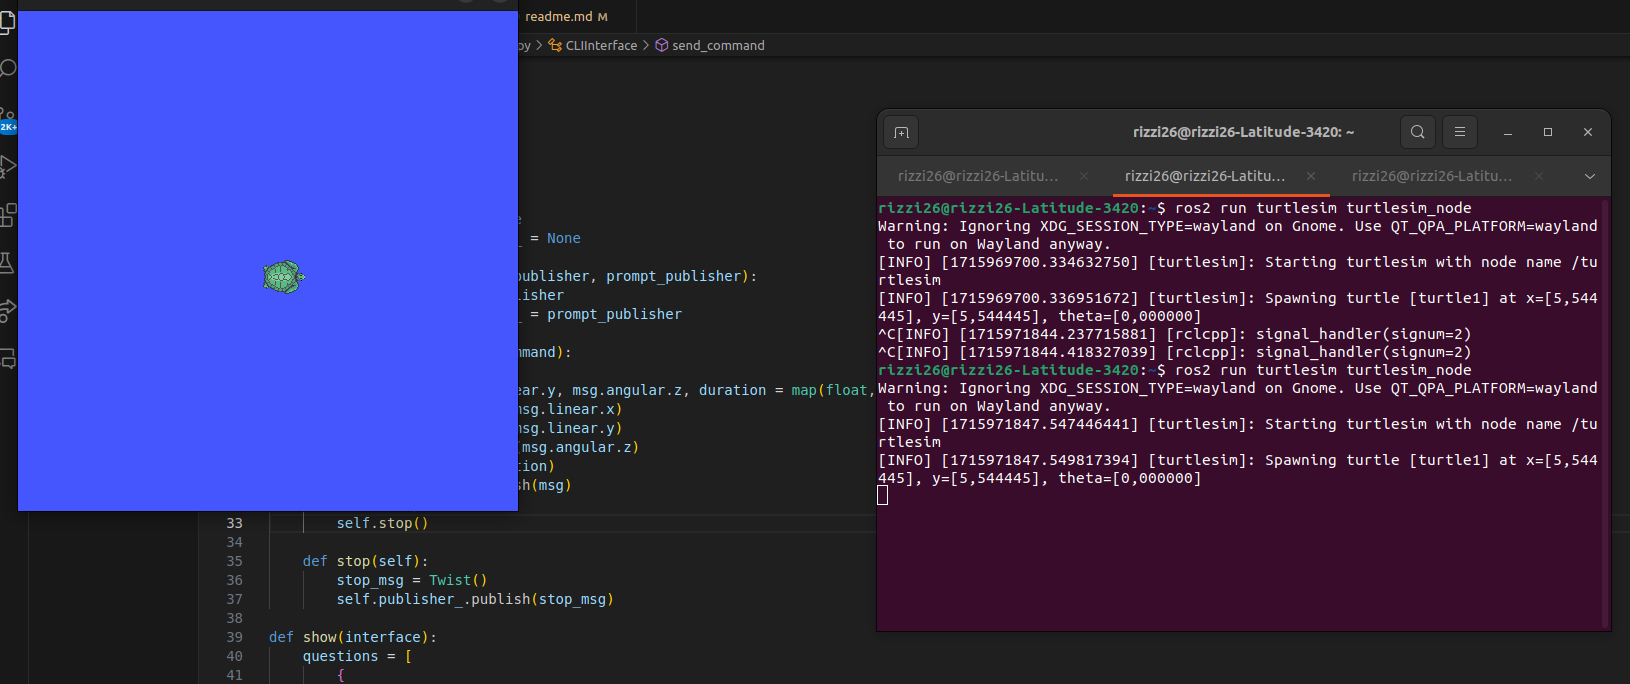 readme.md M
py > CLIInterface > send_command
2K+
= None
publisher, prompt_publisher):
isher
= prompt_publisher
mmand):
ear.y, msg.angular.z, duration = map(float,
msg.linear.x)
msg.linear.y)
(msg.angular.z)
tion)
sh(msg)
33 self.stop()
34
35 def stop(self):
36 stop_msg = Twist()
37 self.publisher_.publish(stop_msg)
38
39 def show(interface):
40 questions = [
41 {
rizzi26@rizzi26-Latitude-3420: ~
rizzi26@rizzi26-Latitu... rizzi26@rizzi26-Latitu... rizzi26@rizzi26-Latitu...
rizzi26@rizzi26-Latitude-3420:~$ ros2 run turtlesim turtlesim_node
Warning: Ignoring XDG_SESSION_TYPE=wayland on Gnome. Use QT_QPA_PLATFORM=wayland
 to run on Wayland anyway.
[INFO] [1715969700.334632750] [turtlesim]: Starting turtlesim with node name /tu
rtlesim
[INFO] [1715969700.336951672] [turtlesim]: Spawning turtle [turtle1] at x=[5,544
445], y=[5,544445], theta=[0,000000]
^C[INFO] [1715971844.237715881] [rclcpp]: signal_handler(signum=2)
^C[INFO] [1715971844.418327039] [rclcpp]: signal_handler(signum=2)
rizzi26@rizzi26-Latitude-3420:~$ ros2 run turtlesim turtlesim_node
Warning: Ignoring XDG_SESSION_TYPE=wayland on Gnome. Use QT_QPA_PLATFORM=wayland
 to run on Wayland anyway.
[INFO] [1715971847.547446441] [turtlesim]: Starting turtlesim with node name /tu
rtlesim
[INFO] [1715971847.549817394] [turtlesim]: Spawning turtle [turtle1] at x=[5,544
445], y=[5,544445], theta=[0,000000]